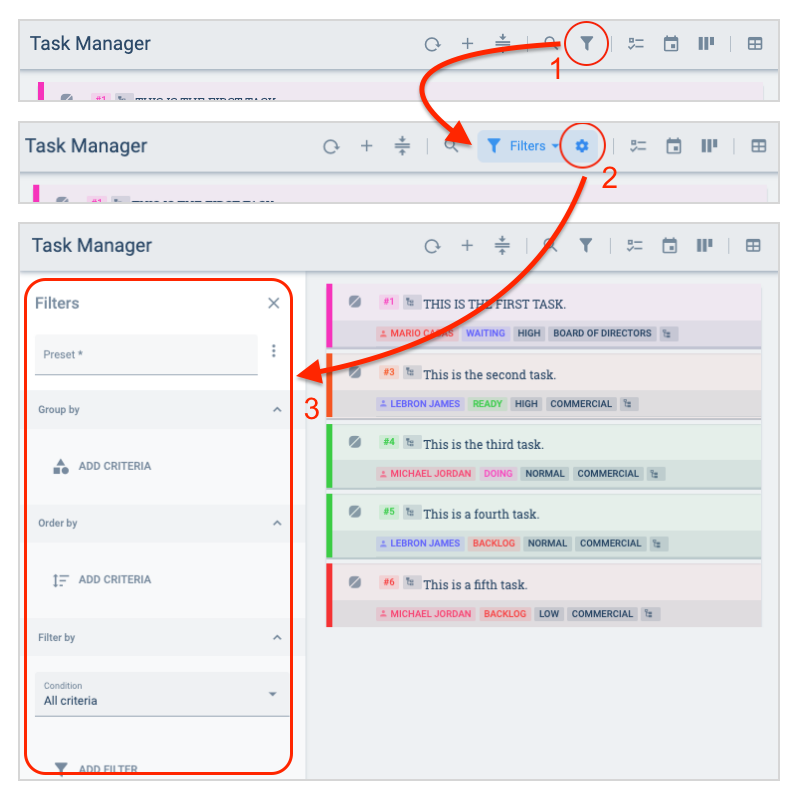 Task Manager
1
#1 THIS IS THE FIRST TASK.
Task Manager
Filters
2
#1 THIS IS THE FIRST TASK.
Task Manager
Filters
Preset *
3
Group by
ADD CRITERIA
Order by
ADD CRITERIA
Filter by
Condition
All criteria
ADD FILTER
#1 THIS IS THE FIRST TASK.
MARIO CASAS WAITING HIGH BOARD OF DIRECTORS
#3 This is the second task.
LEBRON JAMES READY HIGH COMMERCIAL
#4 This is the third task.
MICHAEL JORDAN DOING NORMAL COMMERCIAL
#5 This is a fourth task.
LEBRON JAMES BACKLOG NORMAL COMMERCIAL
#6 This is a fifth task.
MICHAEL JORDAN BACKLOG LOW COMMERCIAL